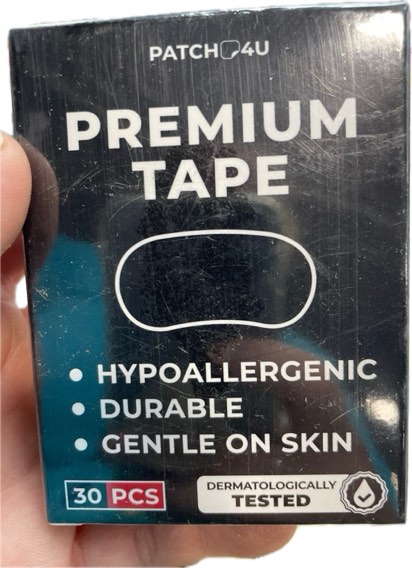 PATCH4U
PREMIUM
TAPE
• HYPOALLERGENIC
• DURABLE
• GENTLE ON SKIN
30 PCS
DERMATOLOGICALLY
TESTED